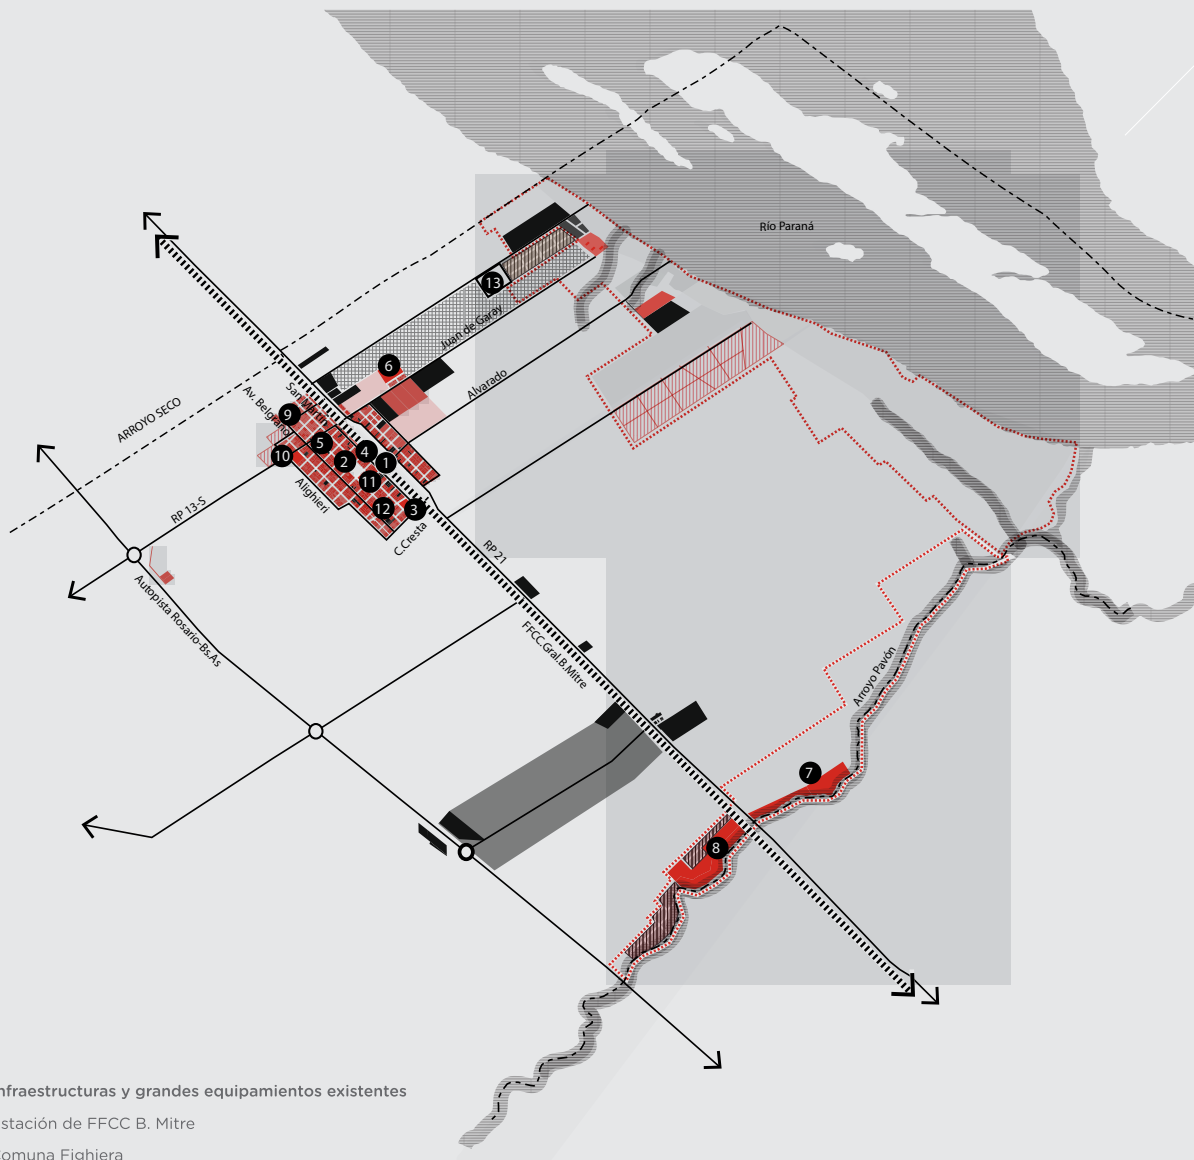 Río Paraná
13
Juan de Garay
6
Alvarado
San Martín
Av. Belgrano
ARROYO SECO
9
5
4
10
2
1
11
Alighieri
12
3
C.Cresta
RP 13-S
RP 21
Autopista Rosario-Bs.As
FFCC.Gral.B.Mitre
Arroyo Pavón
7
8
nfraestructuras y grandes equipamientos existentes
stación de FFCC B. Mitre
omuna Fighiera